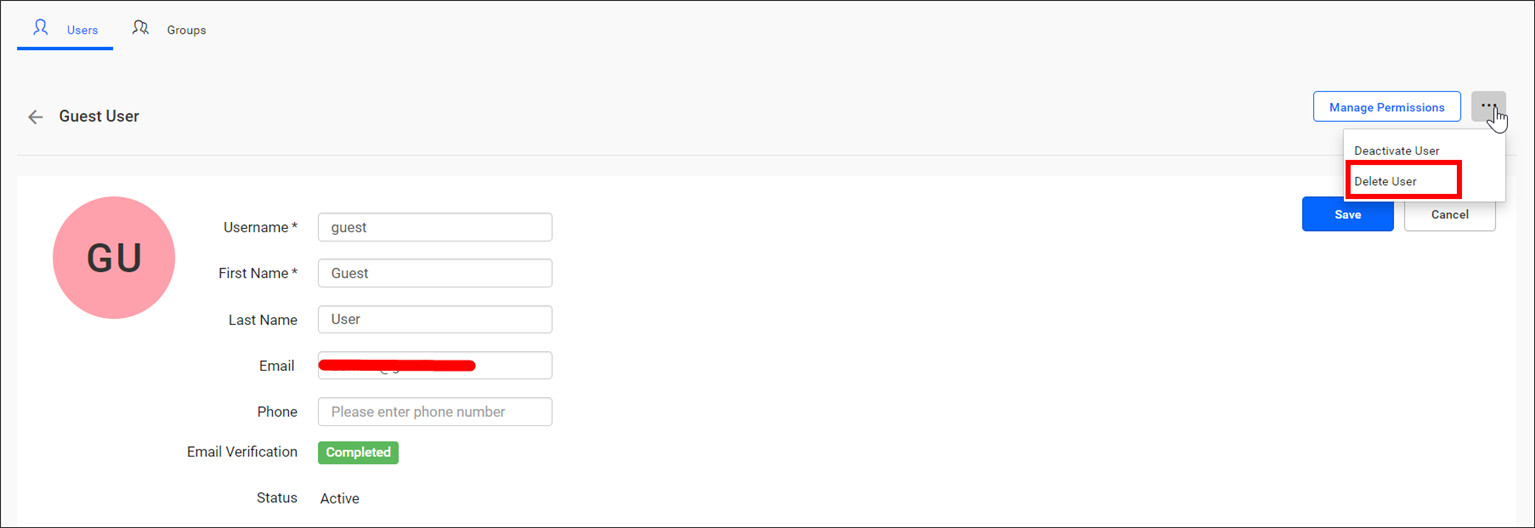 Users Groups
Guest User
Manage Permissions ...
Deactivate User
Delete User
Save Cancel
GU
Username * guest
First Name * Guest
Last Name User
Email
Phone Please enter phone number
Email Verification Completed
Status Active